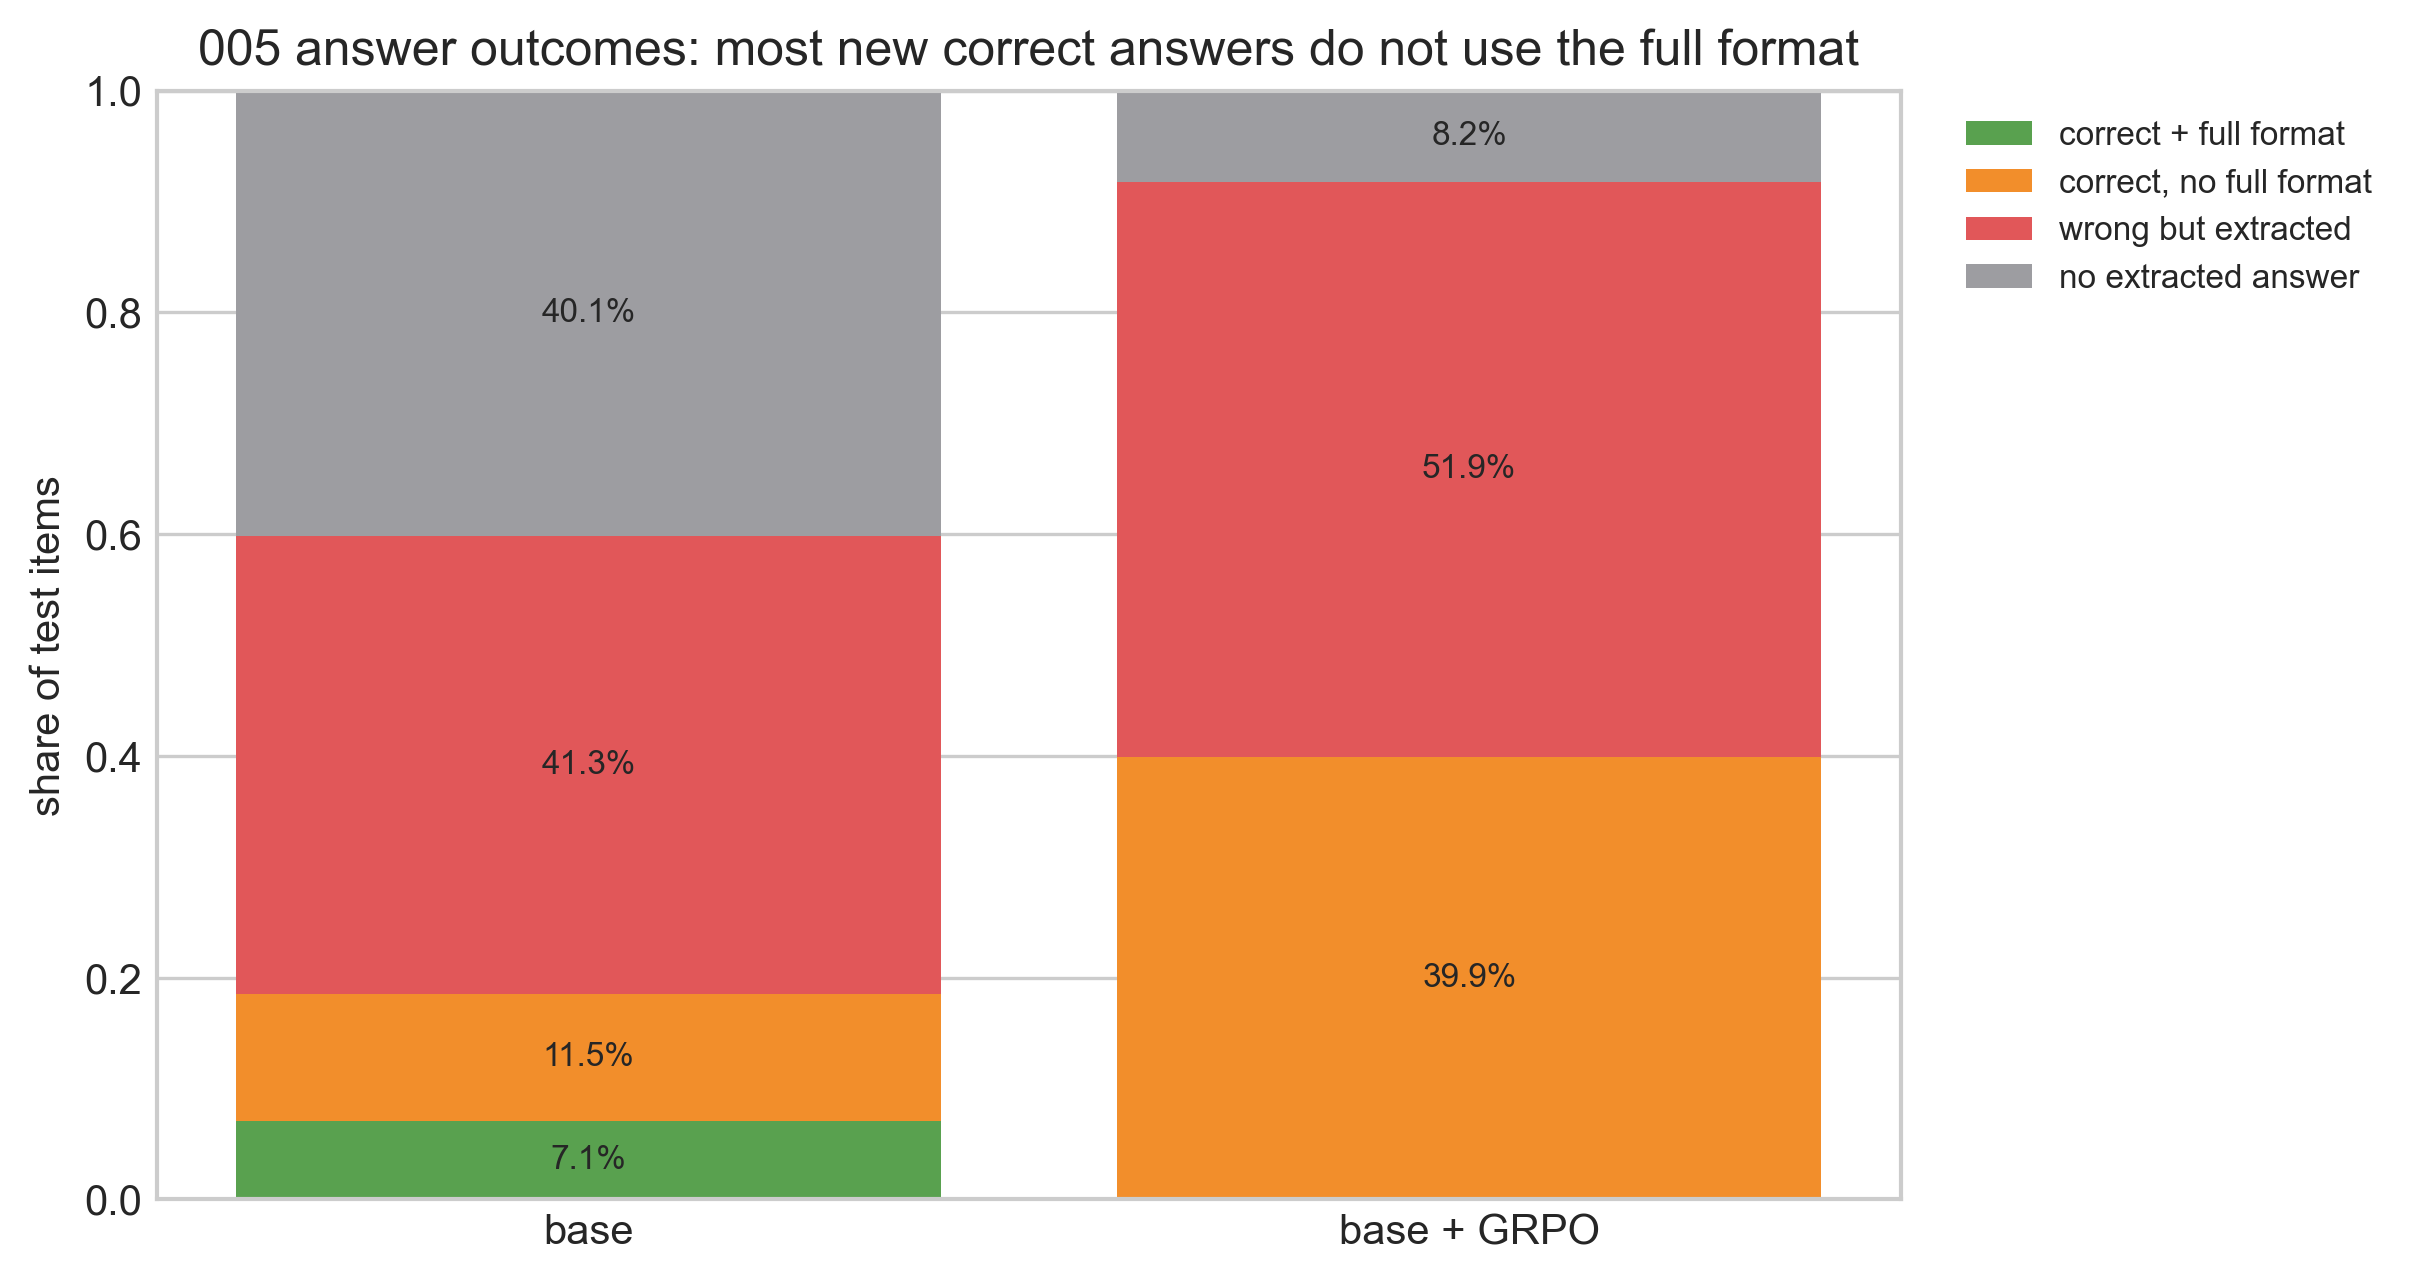 005 answer outcomes: most new correct answers do not use the full format
1.0
0.8
0.6
0.4
0.2
0.0
share of test items
40.1%
41.3%
11.5%
7.1%
8.2%
51.9%
39.9%
base
base + GRPO
correct + full format
correct, no full format
wrong but extracted
no extracted answer